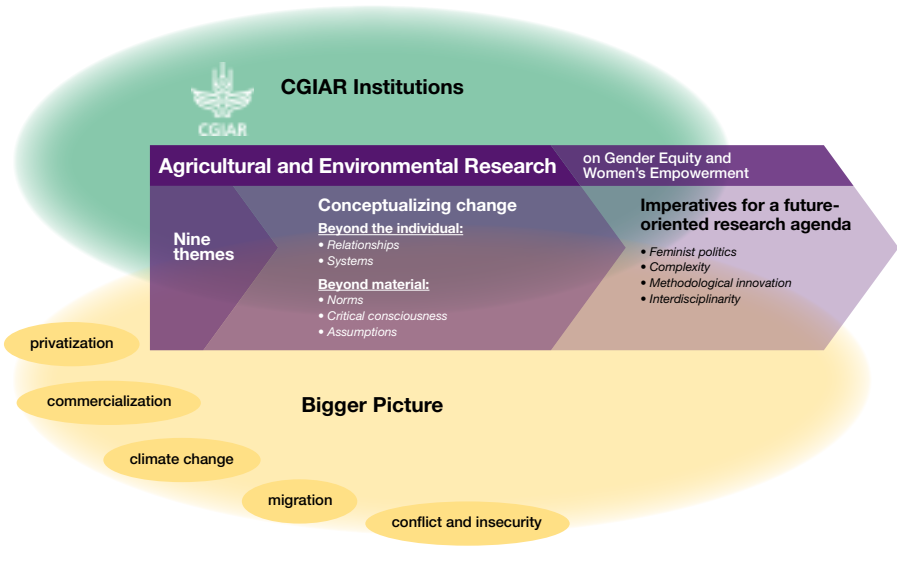 CGIAR Institutions
CGIAR
Agricultural and Environmental Research
on Gender Equity and
Women's Empowerment
Nine
themes
Conceptualizing change
Beyond the individual:
• Relationships
• Systems
Beyond material:
• Norms
• Critical consciousness
• Assumptions
Imperatives for a future-
oriented research agenda
• Feminist politics
• Complexity
• Methodological innovation
• Interdisciplinarity
privatization
commercialization
Bigger Picture
climate change
migration
conflict and insecurity